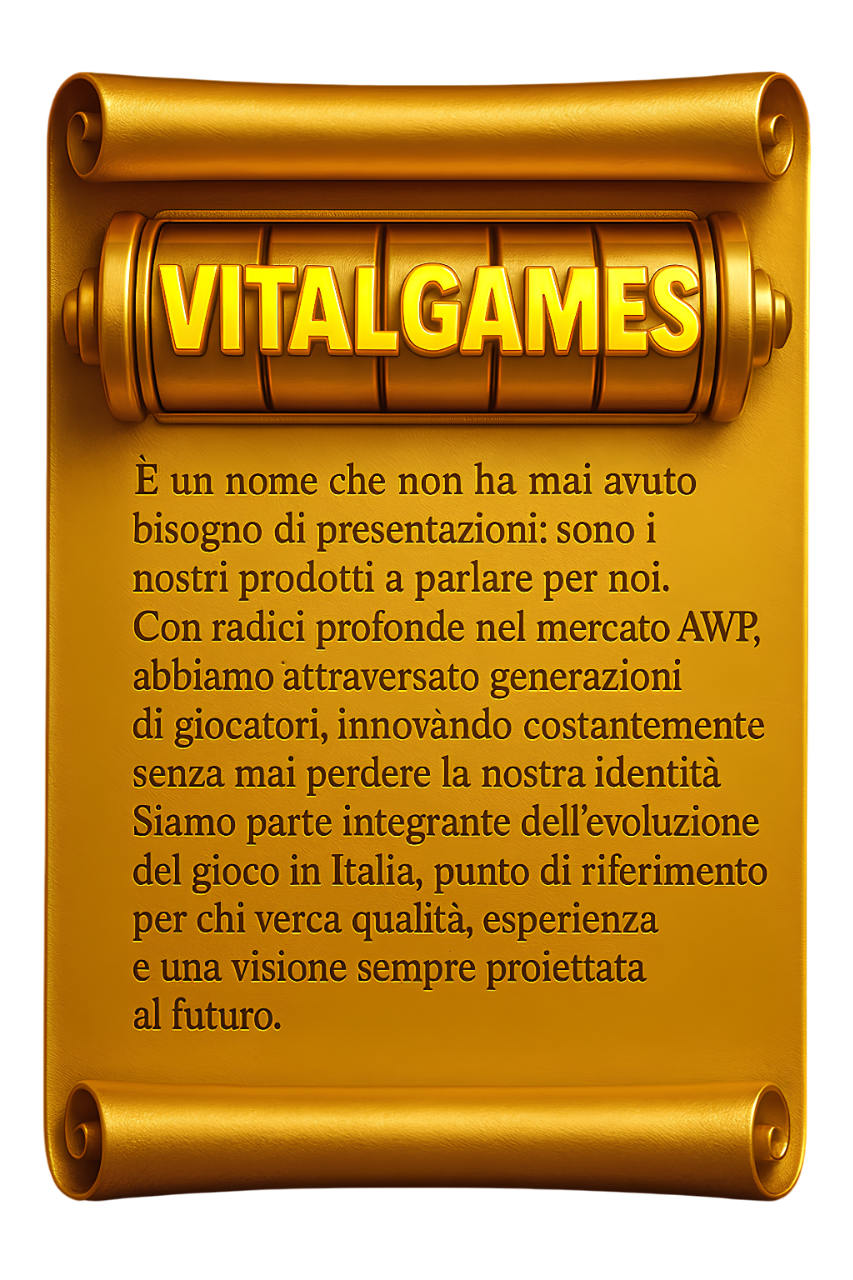 VITALGAMES
È un nome che non ha mai avuto
bisogno di presentazioni: sono i
nostri prodotti a parlare per noi.
Con radici profonde nel mercato AWP,
abbiamo attraversato generazioni
di giocatori, innovàndo costantemente
senza mai perdere la nostra identità
Siamo parte integrante dell’evoluzione
del gioco in Italia, punto di riferimento
per chi verca qualità, esperienza
e una visione sempre proiettata
al futuro.